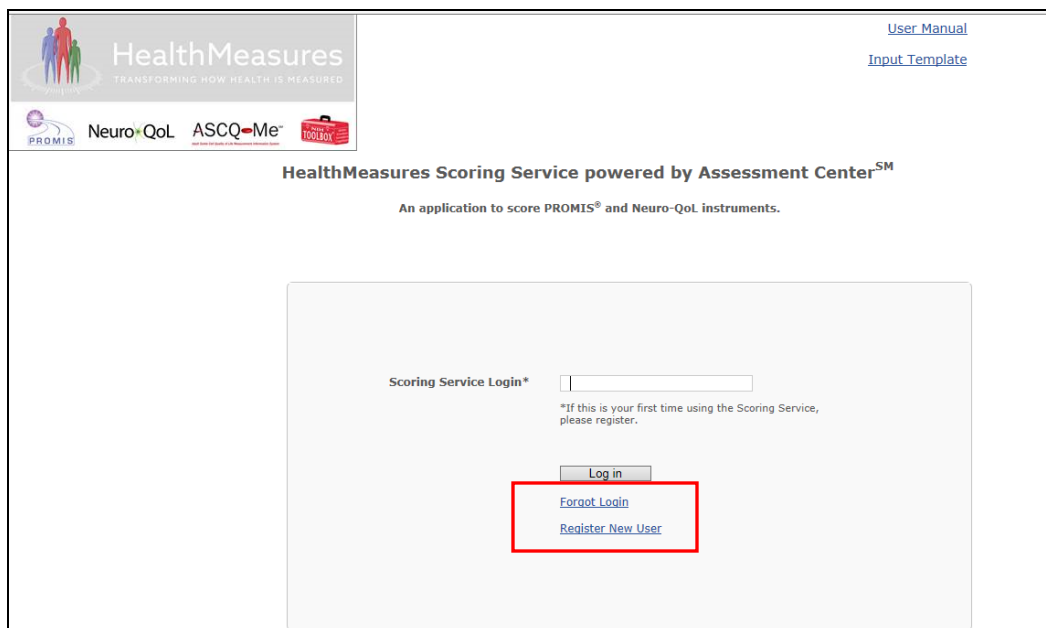 User Manual
Input Template
HealthMeasures
TRANSFORMING HOW HEALTH IS MEASURED
PROMIS
Neuro QoL
ASCQ-Me
NIH
TOOLBOX
HealthMeasures Scoring Service powered by Assessment Center℠
An application to score PROMIS® and Neuro-QoL instruments.
Scoring Service Login*
*If this is your first time using the Scoring Service,
please register.
Log in
Forgot Login
Register New User